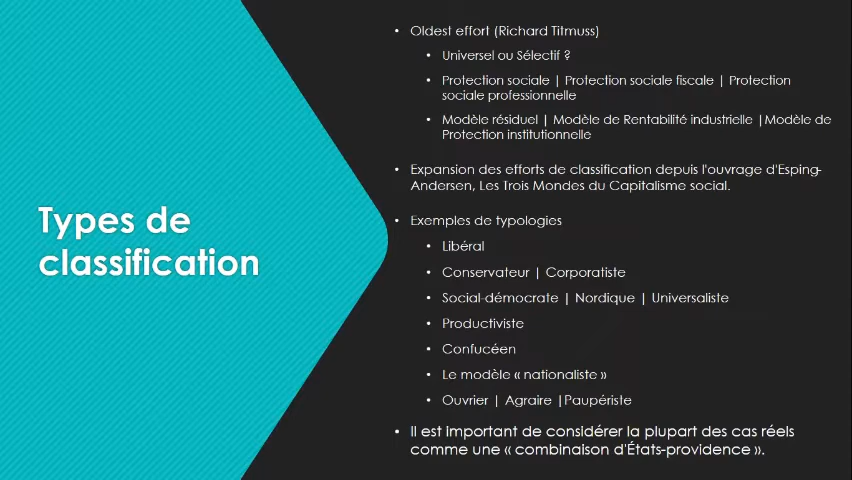 Types de
classification
Oldest effort (Richard Titmuss)
Universel ou Sélectif ?
Protection sociale | Protection sociale fiscale | Protection
sociale professionnelle
Modèle résiduel | Modèle de Rentabilité industrielle |Modèle de
Protection institutionnelle
Expansion des efforts de classification depuis l'ouvrage d'Esping-
Andersen, Les Trois Mondes du Capitalisme social.
Exemples de typologies
Libéral
Conservateur | Corporatiste
Social-démocrate | Nordique | Universaliste
Productiviste
Confucéen
Le modèle « nationaliste »
Ouvrier | Agraire |Paupériste
Il est important de considérer la plupart des cas réels
comme une « combinaison d'États-providence ».